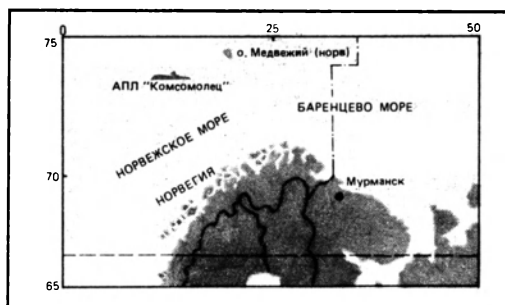 0 25 50
75
о. Медвежий (норв)
АПЛ "Комсомолец"
БАРЕНЦЕВО МОРЕ
НОРВЕЖСКОЕ МОРЕ
НОРВЕГИЯ
70
Мурманск
65